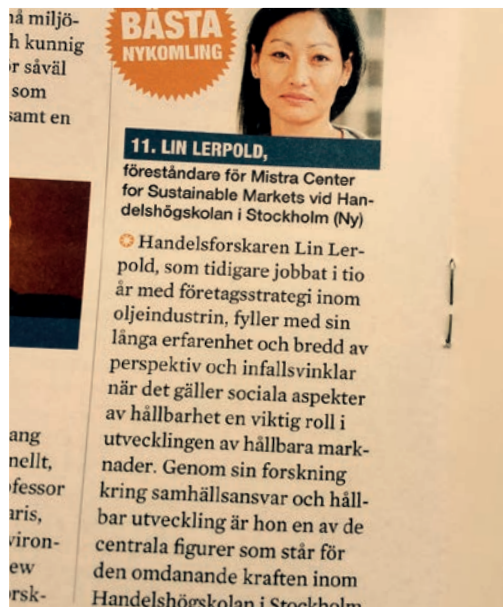 nå miljö-
h kunnig
r såväl
som
samt en
ang
nellt,
ofessor
aris,
viron-
ew
orsk-
BÄSTA
NYKOMLING
11. LIN LERPOLD,
föreståndare för Mistra Center
for Sustainable Markets vid Han-
delshögskolan i Stockholm (Ny)
Handelsforskaren Lin Ler-
pold, som tidigare jobbat i tio
år med företagsstrategi inom
oljeindustrin, fyller med sin
långa erfarenhet och bredd av
perspektiv och infallsvinklar
när det gäller sociala aspekter
av hållbarhet en viktig roll i
utvecklingen av hållbara mark-
nader. Genom sin forskning
kring samhällsansvar och håll-
bar utveckling är hon en av de
centrala figurer som står för
den omdanande kraften inom
Handelshögskolan i Stockholm